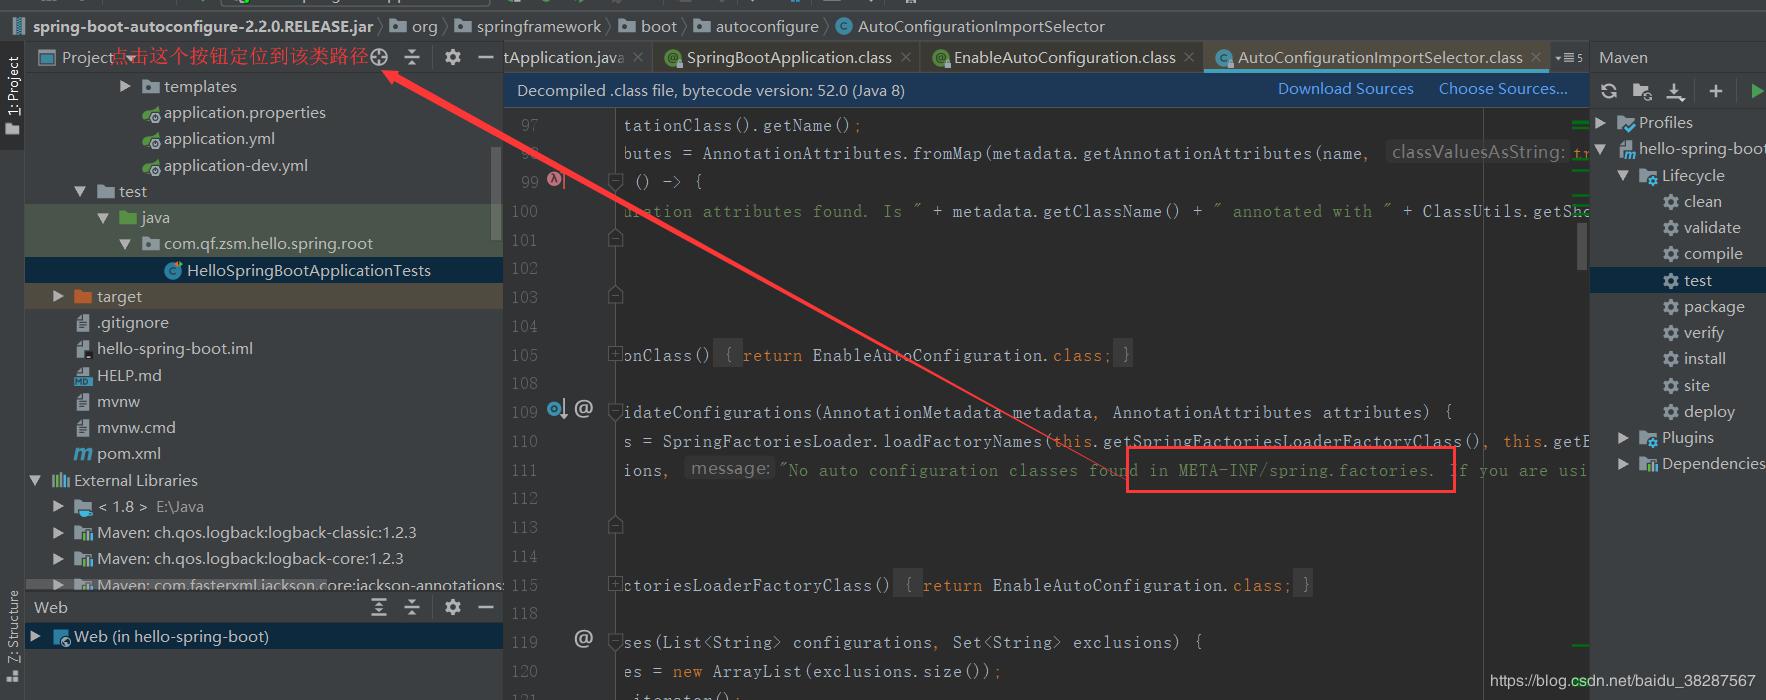 spring-boot-autoconfigure-2.2.0.RELEASE.jar org springframework boot autoconfigure AutoConfigurationImportSelector
Project 点击这个按钮定位到该类路径
tApplication.java SpringBootApplication.class EnableAutoConfiguration.class AutoConfigurationImportSelector.class 5
Maven
1: Project
templates
application.properties
application.yml
application-dev.yml
test
java
com.qf.zsm.hello.spring.root
HelloSpringBootApplicationTests
target
.gitignore
hello-spring-boot.iml
HELP.md
mvnw
mvnw.cmd
pom.xml
External Libraries
< 1.8 > E:\Java
Maven: ch.qos.logback:logback-classic:1.2.3
Maven: ch.qos.logback:logback-core:1.2.3
Maven: com.fasterxml.jackson.core:jackson-annotations:
Web
Web (in hello-spring-boot)
Z: Structure
Decompiled .class file, bytecode version: 52.0 (Java 8) Download Sources Choose Sources...
97 tationClass().getName();
98 butes = AnnotationAttributes.fromMap(metadata.getAnnotationAttributes(name, classValuesAsString: tr
99 () -> {
100 uration attributes found. Is " + metadata.getClassName() + " annotated with " + ClassUtils.getSho
101
102
103
104
105 onClass() { return EnableAutoConfiguration.class; }
108
109 @ idateConfigurations(AnnotationMetadata metadata, AnnotationAttributes attributes) {
110 s = SpringFactoriesLoader.loadFactoryNames(this.getSpringFactoriesLoaderFactoryClass(), this.getB
111 ions, message: "No auto configuration classes found in META-INF/spring.factories. If you are usi
112
113
114
115 ctoriesLoaderFactoryClass() { return EnableAutoConfiguration.class; }
118
119 @ ses(List<String> configurations, Set<String> exclusions) {
120 es = new ArrayList(exclusions.size());
121 iterator();
Profiles
hello-spring-boot
Lifecycle
clean
validate
compile
test
package
verify
install
site
deploy
Plugins
Dependencies
https://blog.csdn.net/baidu_38287567